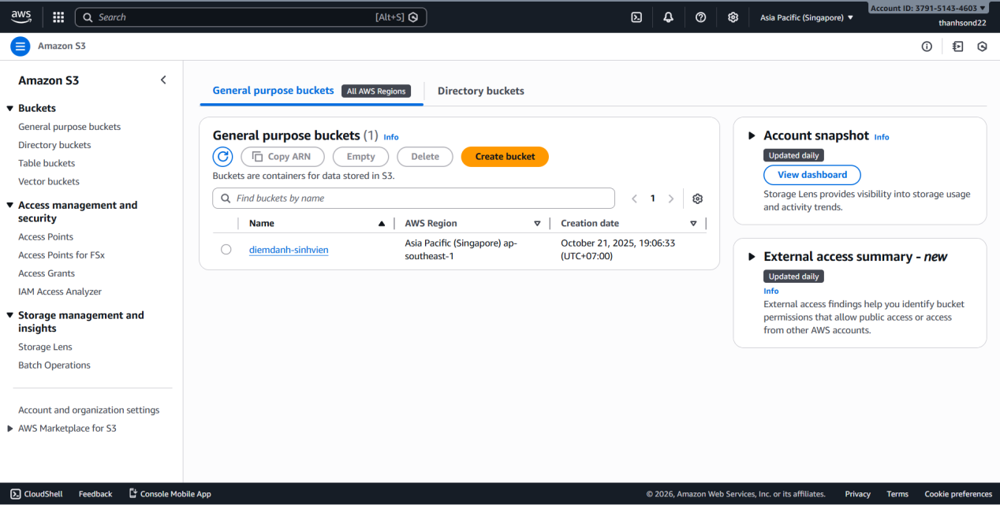 aws
Search
[Alt+S]
Asia Pacific (Singapore)
Account ID: 3791-5143-4603
thanhsond22
Amazon S3
Amazon S3
Buckets
General purpose buckets
Directory buckets
Table buckets
Vector buckets
Access management and
security
Access Points
Access Points for FSx
Access Grants
IAM Access Analyzer
Storage management and
insights
Storage Lens
Batch Operations
Account and organization settings
AWS Marketplace for S3
General purpose buckets All AWS Regions
Directory buckets
General purpose buckets (1) Info
Copy ARN
Empty
Delete
Create bucket
Buckets are containers for data stored in S3.
Find buckets by name
1
Name
AWS Region
Creation date
diemdanh-sinhvien
Asia Pacific (Singapore) ap-
southeast-1
October 21, 2025, 19:06:33
(UTC+07:00)
Account snapshot Info
Updated daily
View dashboard
Storage Lens provides visibility into storage usage
and activity trends.
External access summary - new
Updated daily
Info
External access findings help you identify bucket
permissions that allow public access or access
from other AWS accounts.
CloudShell
Feedback
Console Mobile App
© 2026, Amazon Web Services, Inc. or its affiliates.
Privacy
Terms
Cookie preferences